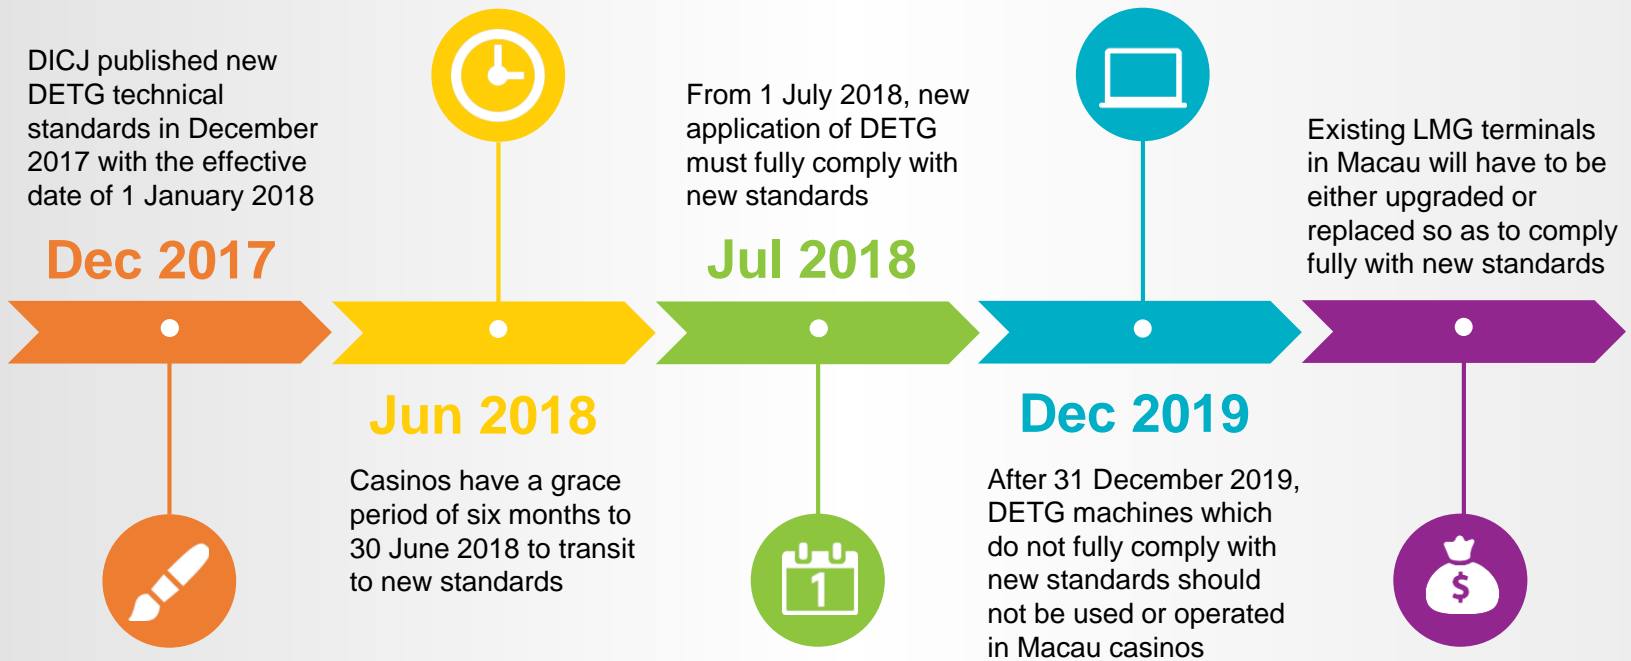 DICJ published new
DETG technical
standards in December
2017 with the effective
date of 1 January 2018
Dec 2017
Jun 2018
Casinos have a grace
period of six months to
30 June 2018 to transit
to new standards
From 1 July 2018, new
application of DETG
must fully comply with
new standards
Jul 2018
1
Dec 2019
After 31 December 2019,
DETG machines which
do not fully comply with
new standards should
not be used or operated
in Macau casinos
Existing LMG terminals
in Macau will have to be
either upgraded or
replaced so as to comply
fully with new standards
$